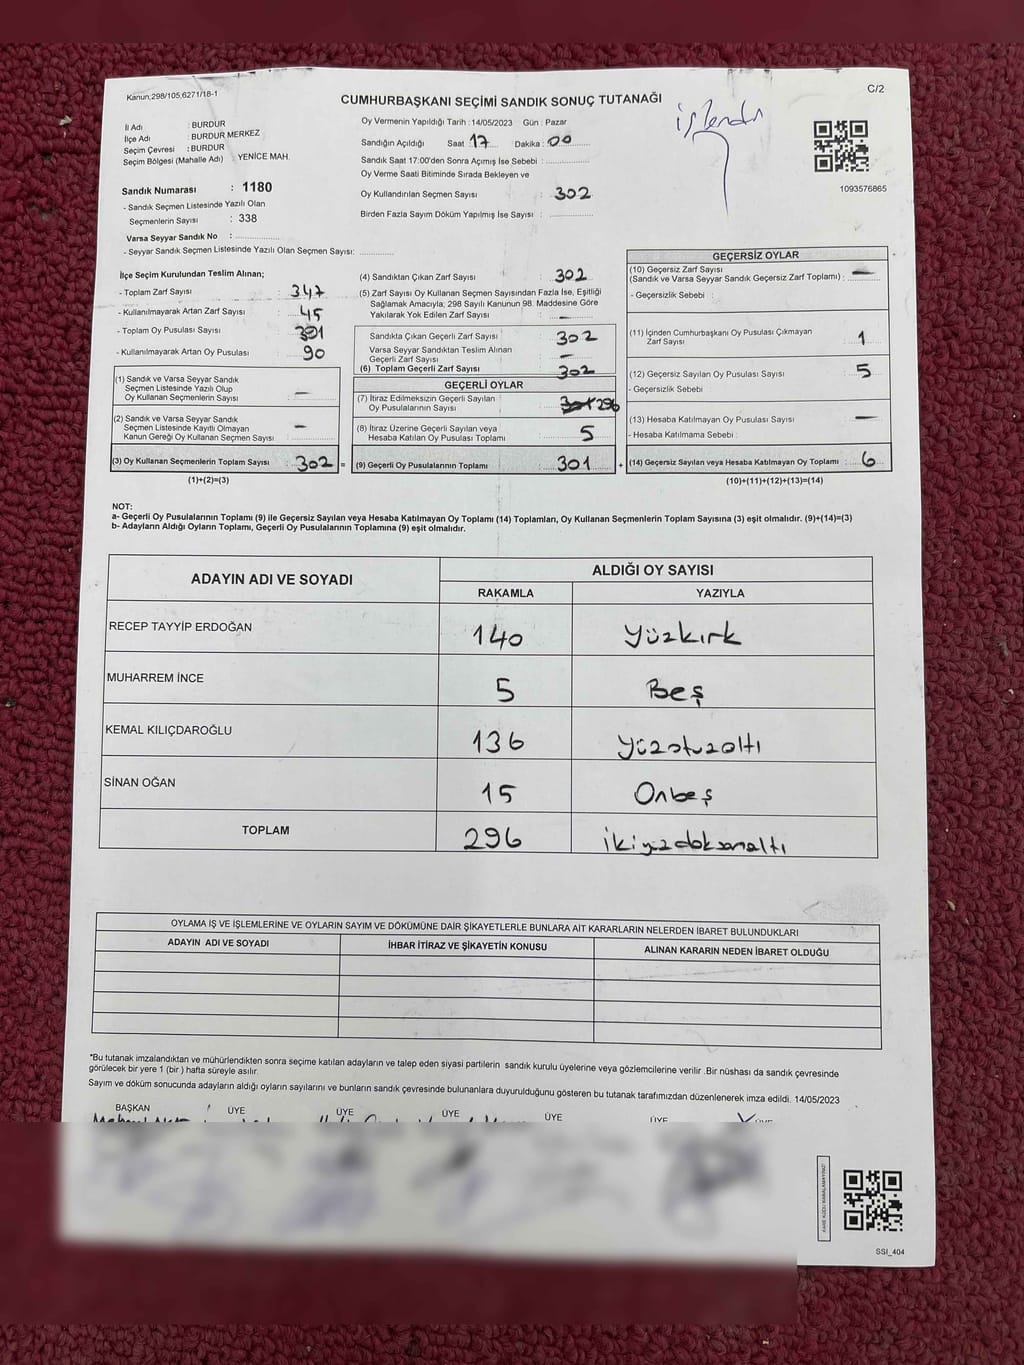 Kanun,298/105,6271/18-1
C/2
CUMHURBAŞKANI SEÇİMİ SANDIK SONUÇ TUTANAĞI
işlendi
İl Adı : BURDUR
İlçe Adı : BURDUR MERKEZ
Seçim Çevresi : BURDUR
Seçim Bölgesi (Mahalle Adı) : YENİCE MAH.
Sandık Numarası : 1180
- Sandık Seçmen Listesinde Yazılı Olan
Seçmenlerin Sayısı : 338
Varsa Seyyar Sandık No :
- Seyyar Sandık Seçmen Listesinde Yazılı Olan Seçmen Sayısı:
Oy Vermenin Yapıldığı Tarih : 14/05/2023 Gün : Pazar
Sandığın Açıldığı Saat 17 Dakika : 00
Sandık Saat 17:00'den Sonra Açımış İse Sebebi :
Oy Verme Saati Bitiminde Sırada Bekleyen ve
Oy Kullandırılan Seçmen Sayısı : 302
Birden Fazla Sayım Döküm Yapılmış İse Sayısı :
1093576865
İlçe Seçim Kurulundan Teslim Alınan;
- Toplam Zarf Sayısı : 347
- Kullanılmayarak Artan Zarf Sayısı : 45
- Toplam Oy Pusulası Sayısı : 391
- Kullanılmayarak Artan Oy Pusulası : 90
(1) Sandık ve Varsa Seyyar Sandık
Seçmen Listesinde Yazılı Olup
Oy Kullanan Seçmenlerin Sayısı : —
(2) Sandık ve Varsa Seyyar Sandık
Seçmen Listesinde Kayıtlı Olmayan
Kanun Gereği Oy Kullanan Seçmen Sayısı : —
(3) Oy Kullanan Seçmenlerin Toplam Sayısı : 302 =
(1)+(2)=(3)
(4) Sandıktan Çıkan Zarf Sayısı : 302
(5) Zarf Sayısı Oy Kullanan Seçmen Sayısından Fazla İse, Eşitliği
Sağlamak Amacıyla; 298 Sayılı Kanunun 98. Maddesine Göre
Yakılarak Yok Edilen Zarf Sayısı : —
Sandıkta Çıkan Geçerli Zarf Sayısı : 302
Varsa Seyyar Sandıktan Teslim Alınan
Geçerli Zarf Sayısı : —
(6) Toplam Geçerli Zarf Sayısı : 302
GEÇERLİ OYLAR
(7) İtiraz Edilmeksizin Geçerli Sayılan
Oy Pusulalarının Sayısı : 301 296
(8) İtiraz Üzerine Geçerli Sayılan veya
Hesaba Katılan Oy Pusulası Toplamı : 5
(9) Geçerli Oy Pusulalarının Toplamı : 301 +
GEÇERSİZ OYLAR
(10) Geçersiz Zarf Sayısı
(Sandık ve Varsa Seyyar Sandık Geçersiz Zarf Toplamı) : —
- Geçersizlik Sebebi :
(11) İçinden Cumhurbaşkanı Oy Pusulası Çıkmayan
Zarf Sayısı : 1
(12) Geçersiz Sayılan Oy Pusulası Sayısı : 5
- Geçersizlik Sebebi
(13) Hesaba Katılmayan Oy Pusulası Sayısı : —
- Hesaba Katılmama Sebebi :
(14) Geçersiz Sayılan veya Hesaba Katılmayan Oy Toplamı : 6
(10)+(11)+(12)+(13)=(14)
NOT:
a- Geçerli Oy Pusulalarının Toplamı (9) ile Geçersiz Sayılan veya Hesaba Katılmayan Oy Toplamı (14) Toplamları, Oy Kullanan Seçmenlerin Toplam Sayısına (3) eşit olmalıdır. (9)+(14)=(3)
b- Adayların Aldığı Oyların Toplamı, Geçerli Oy Pusulalarının Toplamına (9) eşit olmalıdır.
ADAYIN ADI VE SOYADI
ALDIĞI OY SAYISI
RAKAMLA YAZIYLA
RECEP TAYYİP ERDOĞAN 140 yüzkırk
MUHARREM İNCE 5 Beş
KEMAL KILIÇDAROĞLU 136 yüzotuzaltı
SİNAN OĞAN 15 Onbeş
TOPLAM 296 ikiyüzdoksanaltı
OYLAMA İŞ VE İŞLEMLERİNE VE OYLARIN SAYIM VE DÖKÜMÜNE DAİR ŞİKAYETLERLE BUNLARA AİT KARARLARIN NELERDEN İBARET BULUNDUKLARI
ADAYIN ADI VE SOYADI İHBAR İTİRAZ VE ŞİKAYETİN KONUSU ALINAN KARARIN NEDEN İBARET OLDUĞU
*Bu tutanak imzalandıktan ve mühürlendikten sonra seçime katılan adayların ve talep eden siyasi partilerin sandık kurulu üyelerine veya gözlemcilerine verilir .Bir nüshası da sandık çevresinde
görülecek bir yere 1 (bir ) hafta süreyle asılır.
Sayım ve döküm sonucunda adayların aldığı oyların sayılarını ve bunların sandık çevresinde bulunanlara duyurulduğunu gösteren bu tutanak tarafımızdan düzenlenerek imza edildi. 14/05/2023
BAŞKAN ÜYE ÜYE ÜYE ÜYE ÜYE ÜYE
SSI_404